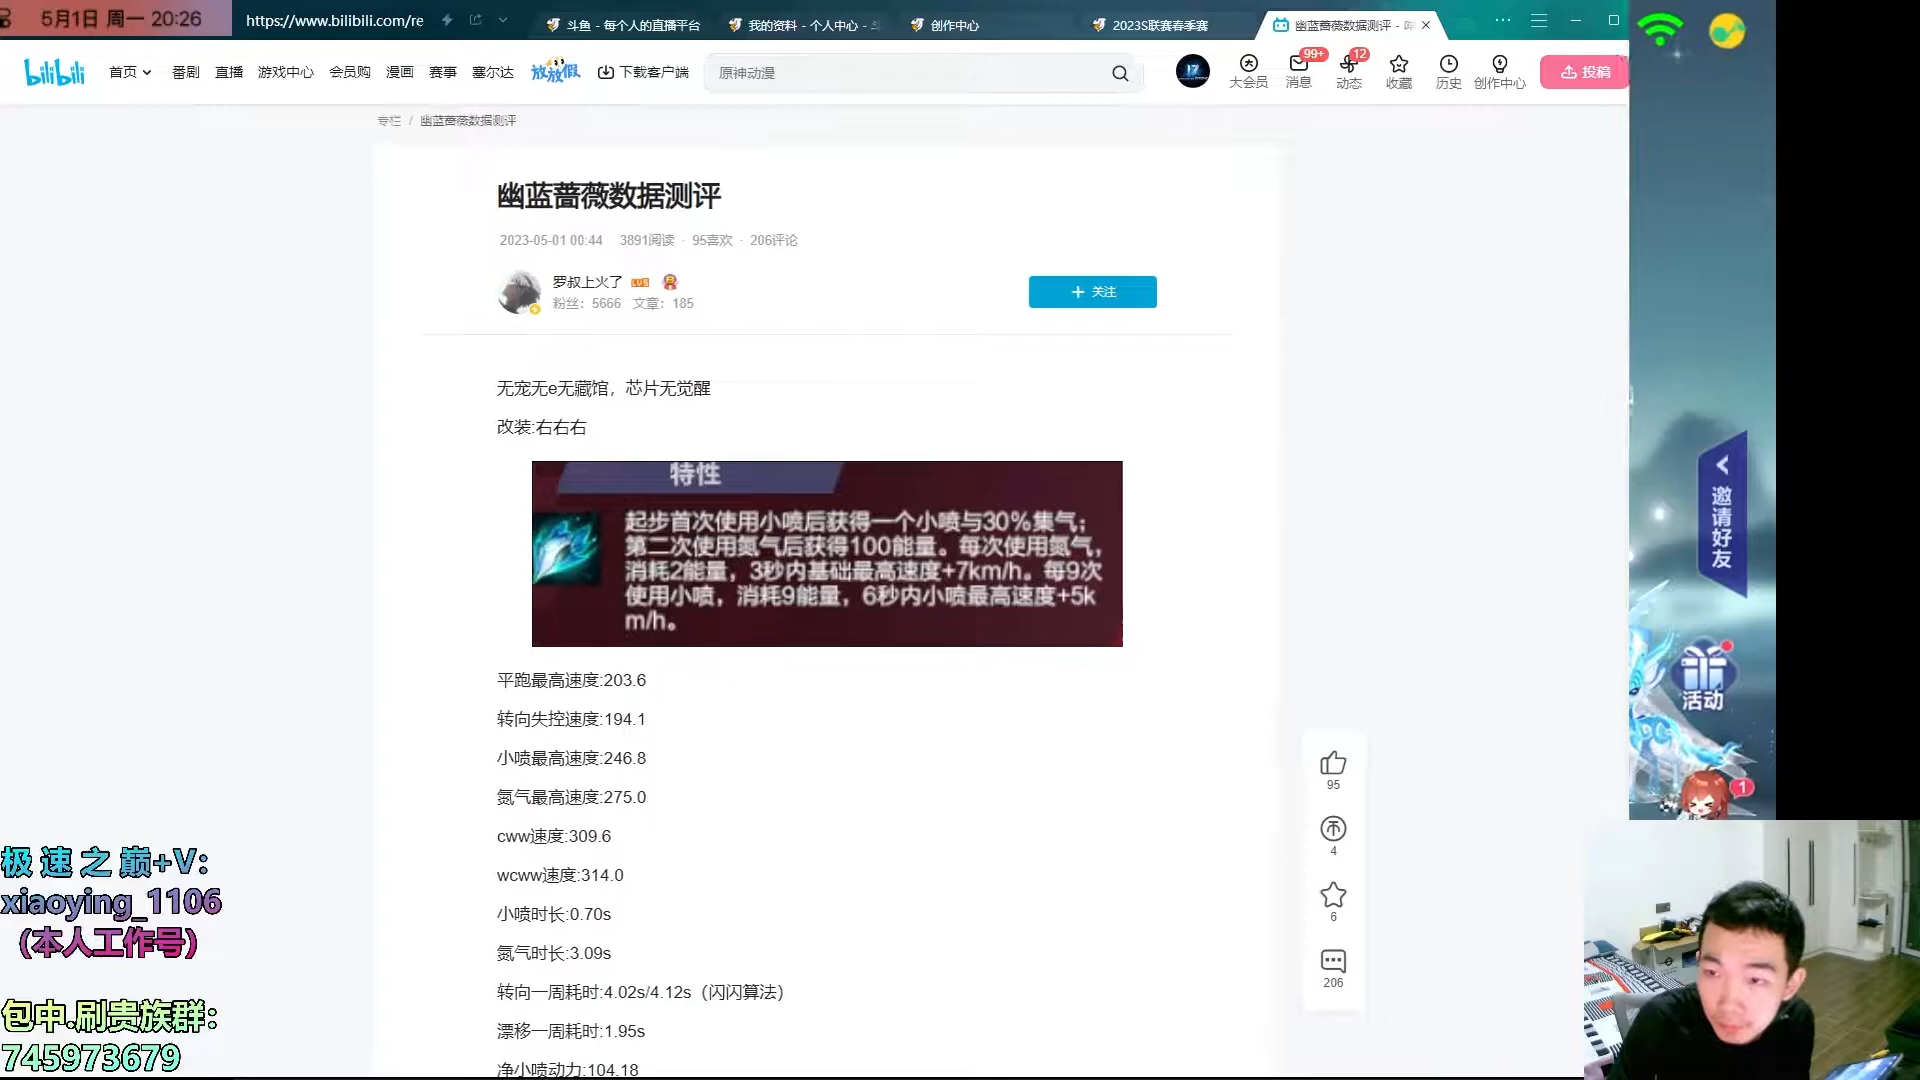 5月1日 周一 20:26
https://www.bilibili.com/re
斗鱼 - 每个人的直播平台
我的资料 - 个人中心 -
创作中心
2023S联赛春季赛
幽蓝蔷薇数据测评 -
bilibili
首页
番剧
直播
游戏中心
会员购
漫画
赛事
塞尔达
放放假
下载客户端
原神动漫
17
大会员
99+
消息
12
动态
收藏
历史
创作中心
投稿
专栏 / 幽蓝蔷薇数据测评
幽蓝蔷薇数据测评
2023-05-01 00:44 3891阅读 · 95喜欢 · 206评论
罗叔上火了 LV5
粉丝：5666 文章：185
+ 关注
无宠无e无藏馆，芯片无觉醒
改装:右右右
特性
起步首次使用小喷后获得一个小喷与30%集气；
第二次使用氮气后获得100能量。每次使用氮气，
消耗2能量，3秒内基础最高速度+7km/h。每9次
使用小喷，消耗9能量，6秒内小喷最高速度+5k
m/h。
平跑最高速度:203.6
转向失控速度:194.1
小喷最高速度:246.8
氮气最高速度:275.0
cww速度:309.6
wcww速度:314.0
小喷时长:0.70s
氮气时长:3.09s
转向一周耗时:4.02s/4.12s（闪闪算法）
漂移一周耗时:1.95s
净小喷动力:104.18
95
4
6
206
邀请好友
活动
1
极 速 之 巅+V:
xiaoying_1106
(本人工作号)
包中.刷贵族群:
745973679